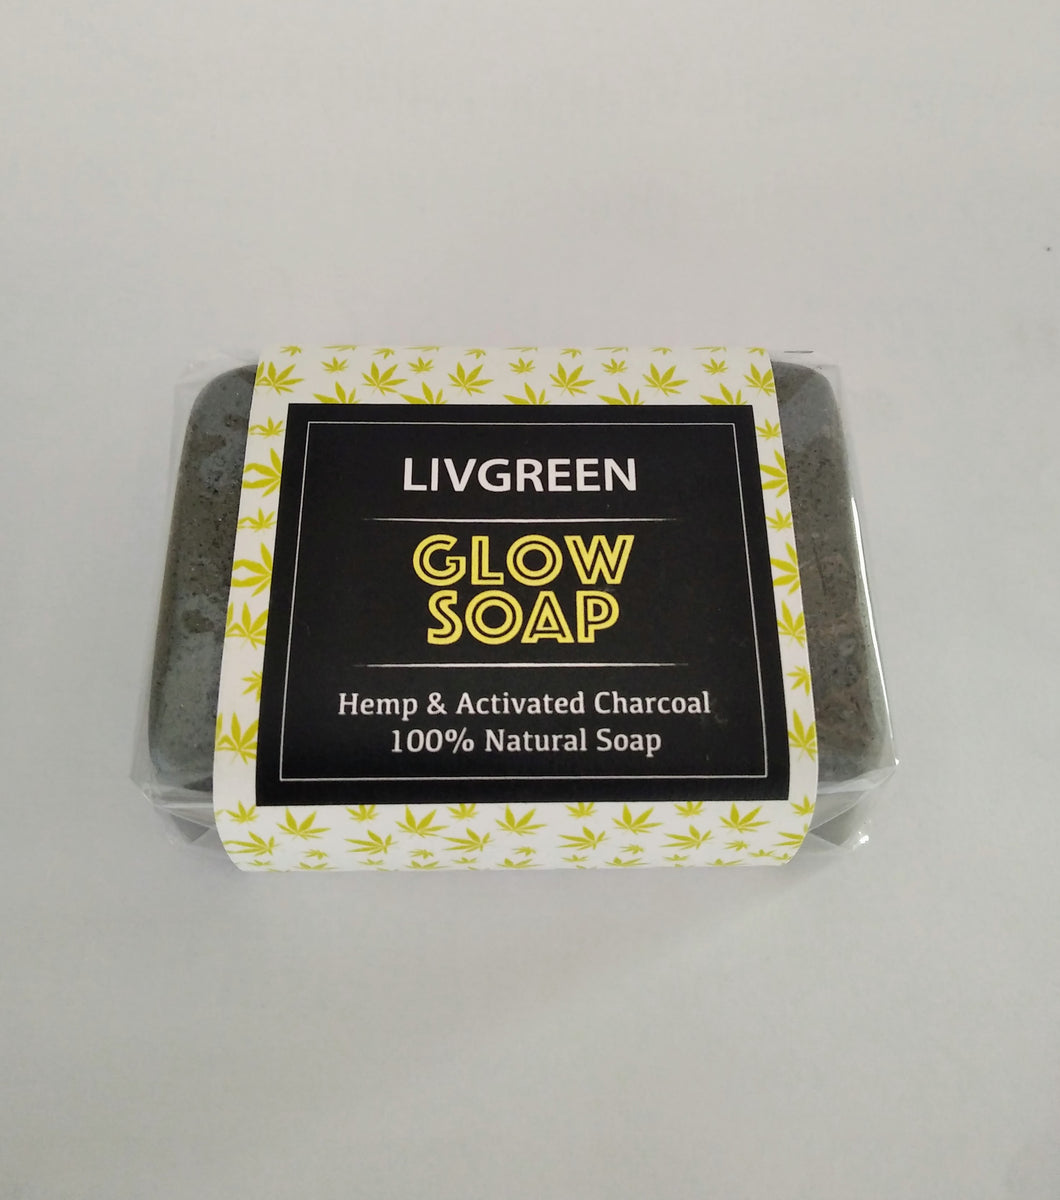 LIVGREEN
GLOW
SOAP
Hemp & Activated Charcoal
100% Natural Soap